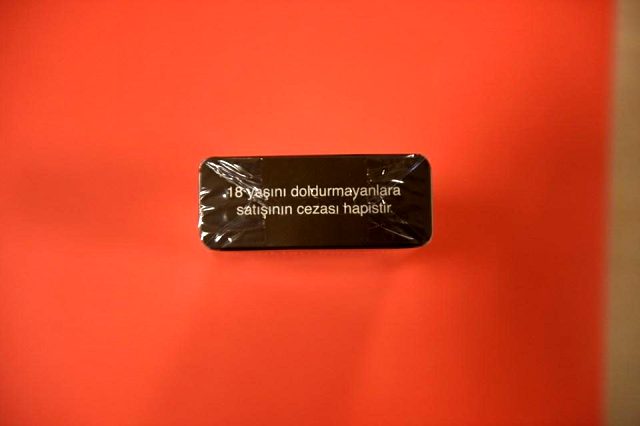 18 yaşını doldurmayanlara
satışının cezası hapistir.